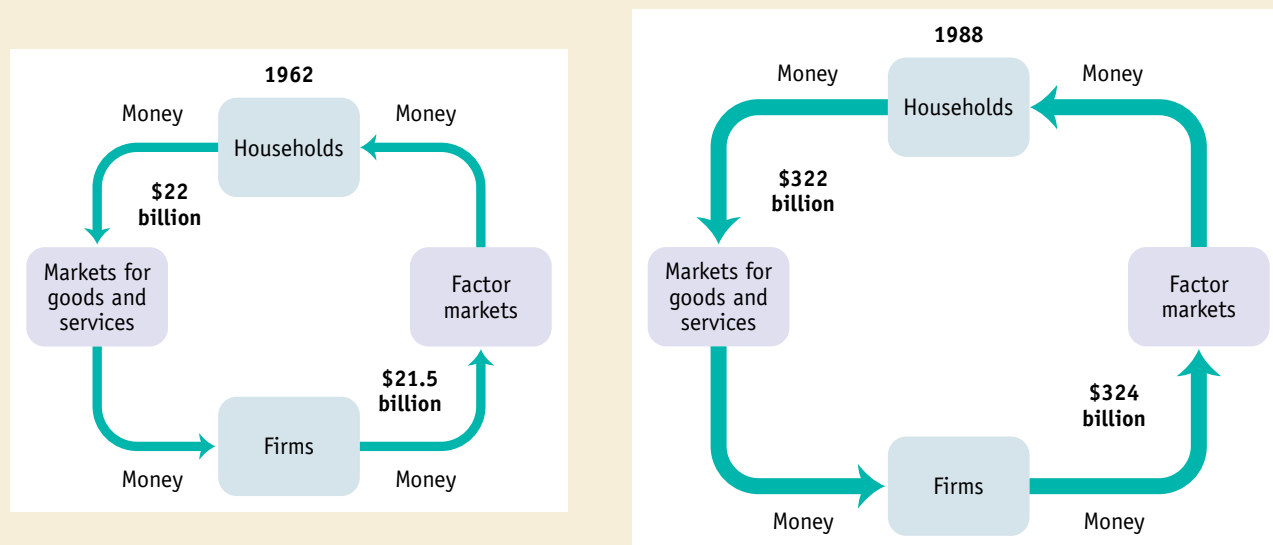 1962
Money
Money
Households
$22
billion
Markets for
goods and
services
Factor
markets
$21.5
billion
Firms
Money
Money
1988
Money
Money
Households
$322
billion
Markets for
goods and
services
Factor
markets
$324
billion
Firms
Money
Money